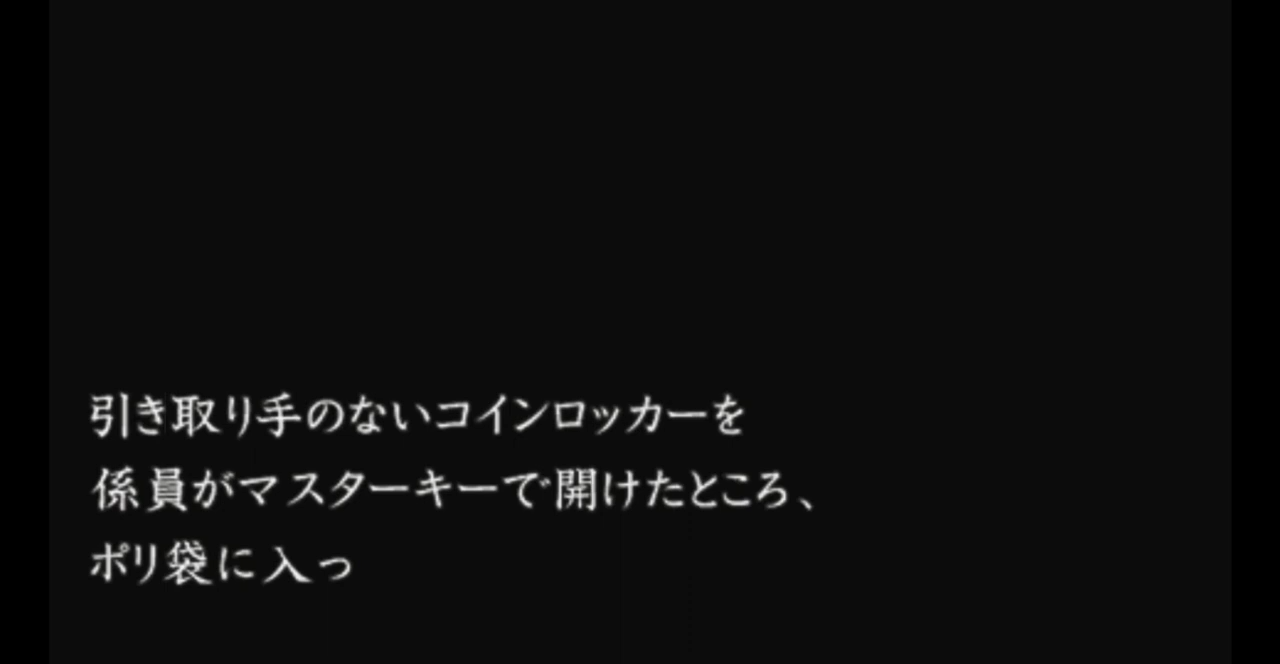 引き取り手のないコインロッカーを
係員がマスターキーで開けたところ、
ポリ袋に入っ